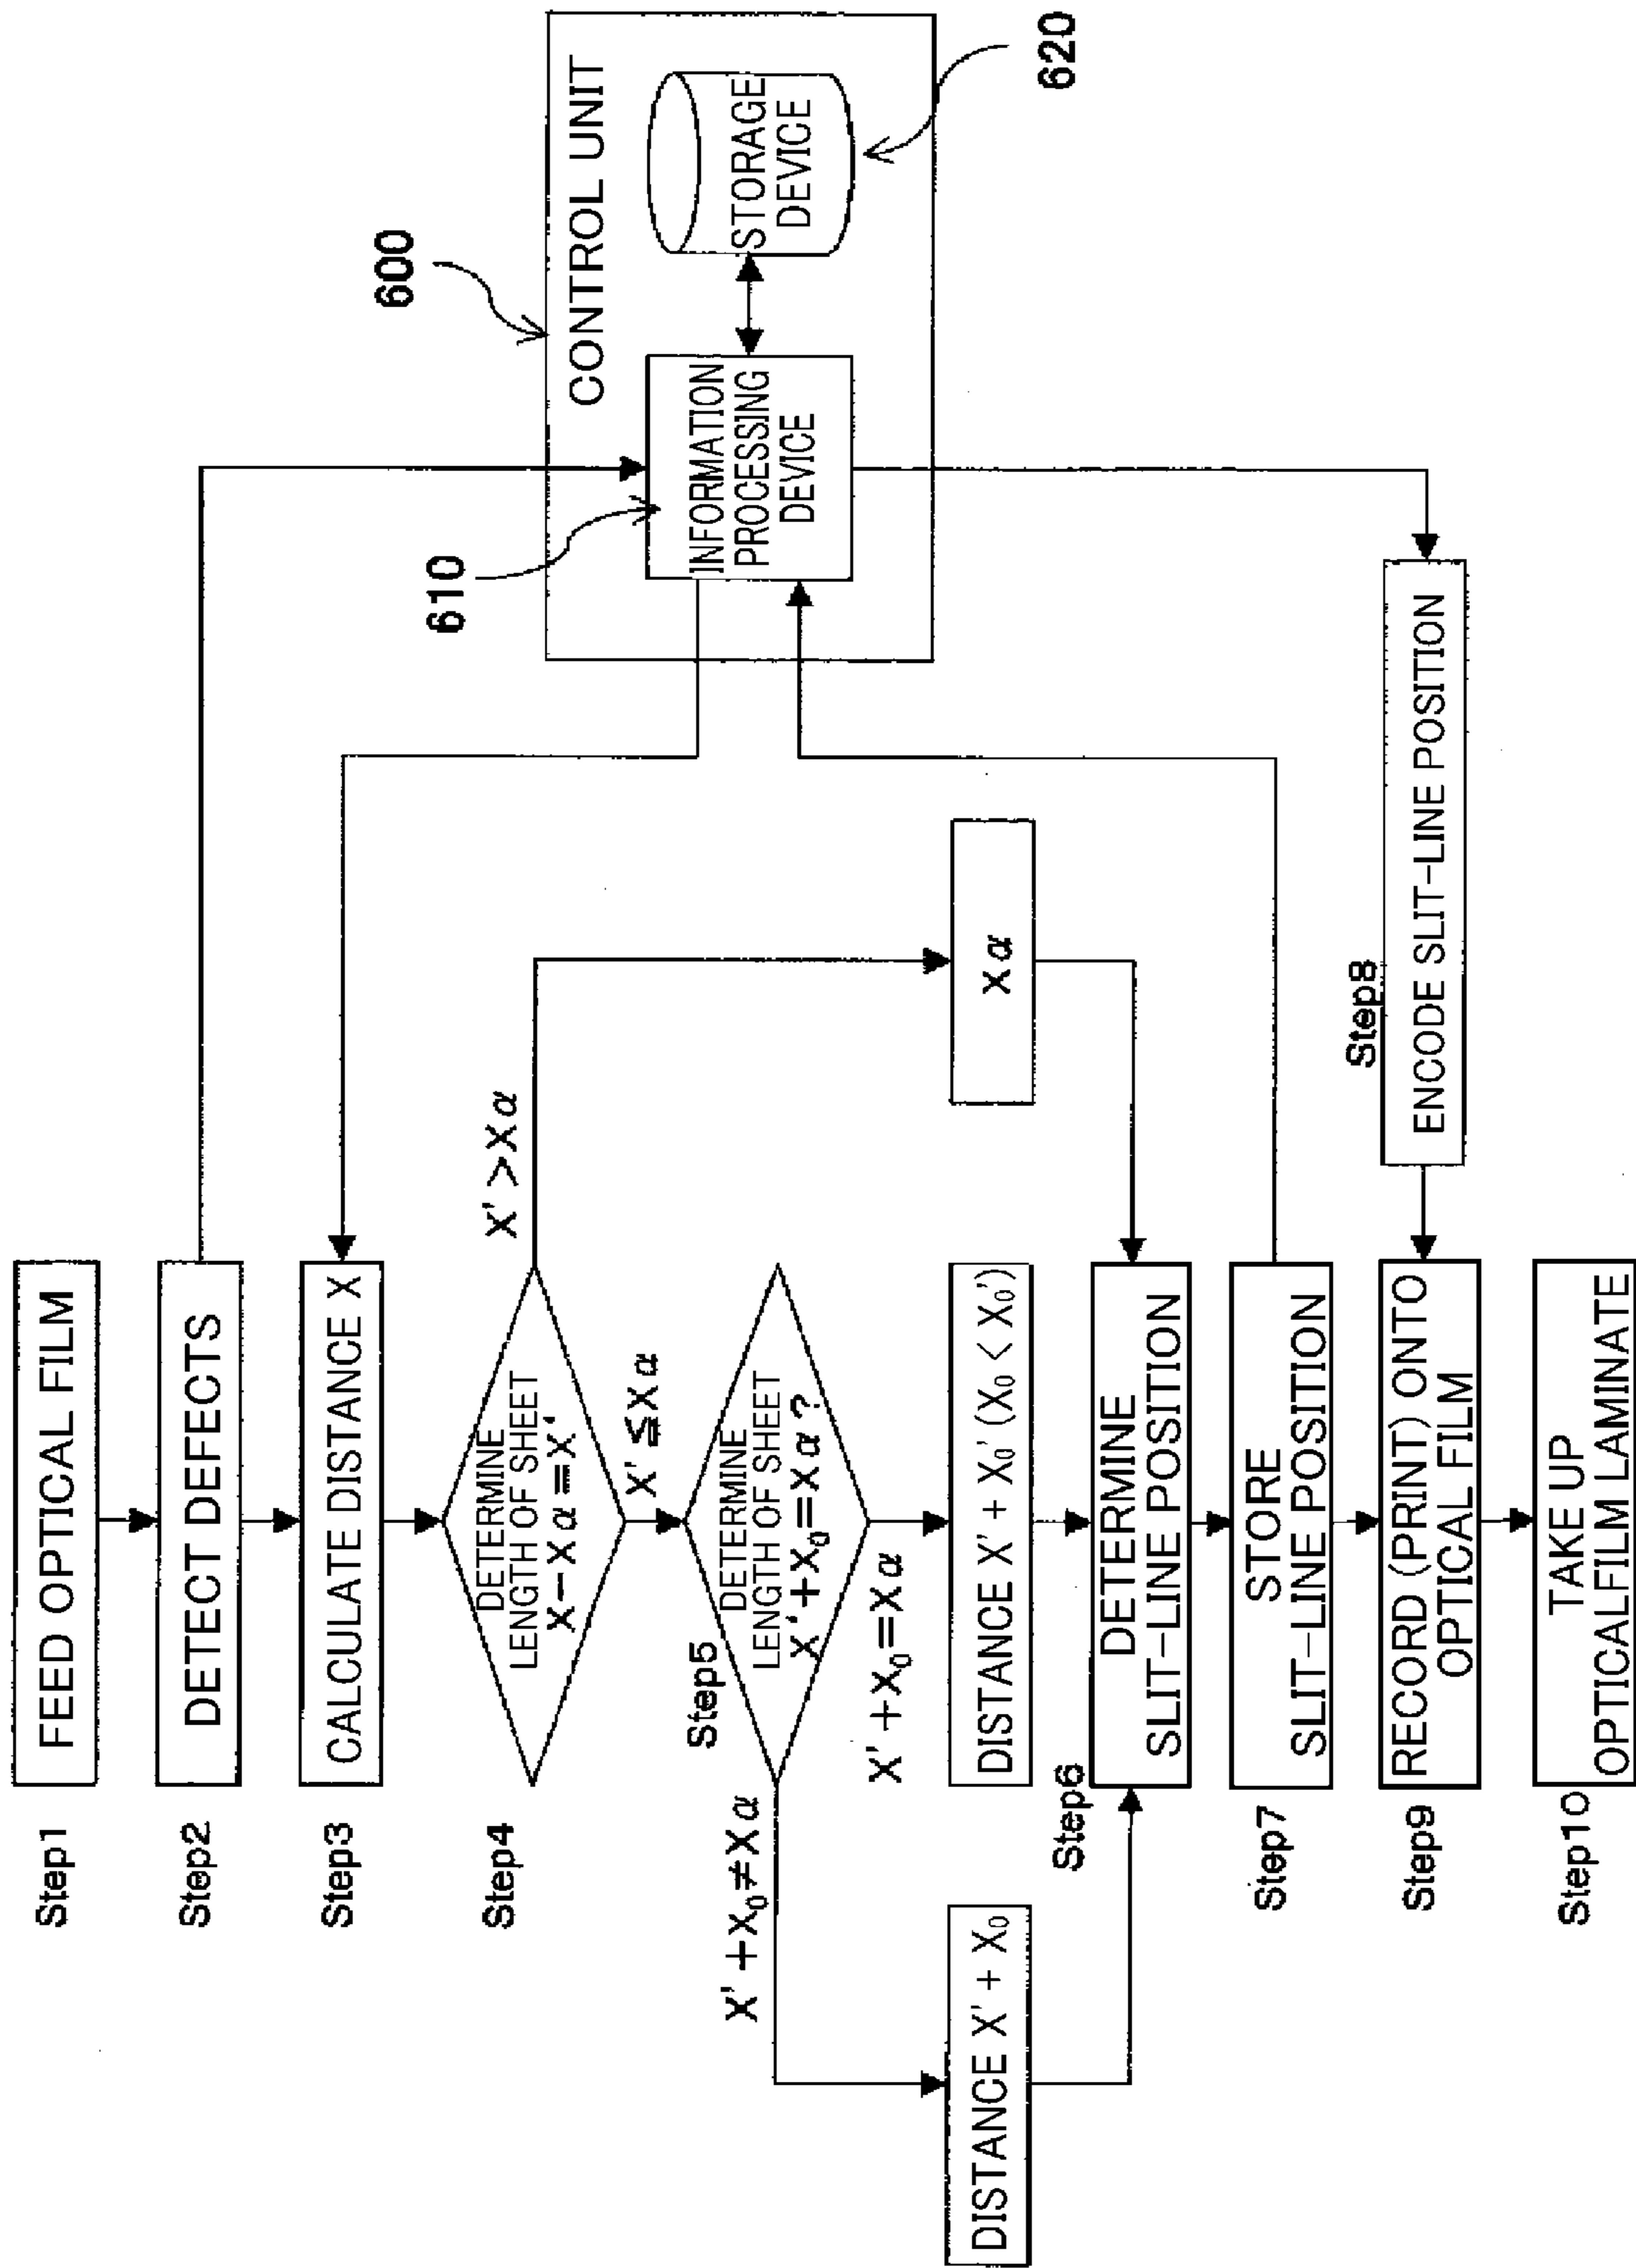 Step1
FEED OPTICAL FILM
Step2
DETECT DEFECTS
Step3
CALCULATE DISTANCE X
Step4
DETERMINE
LENGTH OF SHEET
X−Xα=X'
X'>Xα
X'≦Xα
Step5
DETERMINE
LENGTH OF SHEET
X'+X₀=Xα?
X'+X₀≠Xα
X'+X₀=Xα
DISTANCE X'+X₀
DISTANCE X'+X₀' (X₀ < X₀')
xα
Step6
DETERMINE
SLIT-LINE POSITION
Step7
STORE
SLIT-LINE POSITION
Step8
ENCODE SLIT-LINE POSITION
Step9
RECORD (PRINT) ONTO
OPTICAL FILM
Step10
TAKE UP
OPTICALFILM LAMINATE
600
CONTROL UNIT
610
INFORMATION
PROCESSING
DEVICE
STORAGE
DEVICE
620